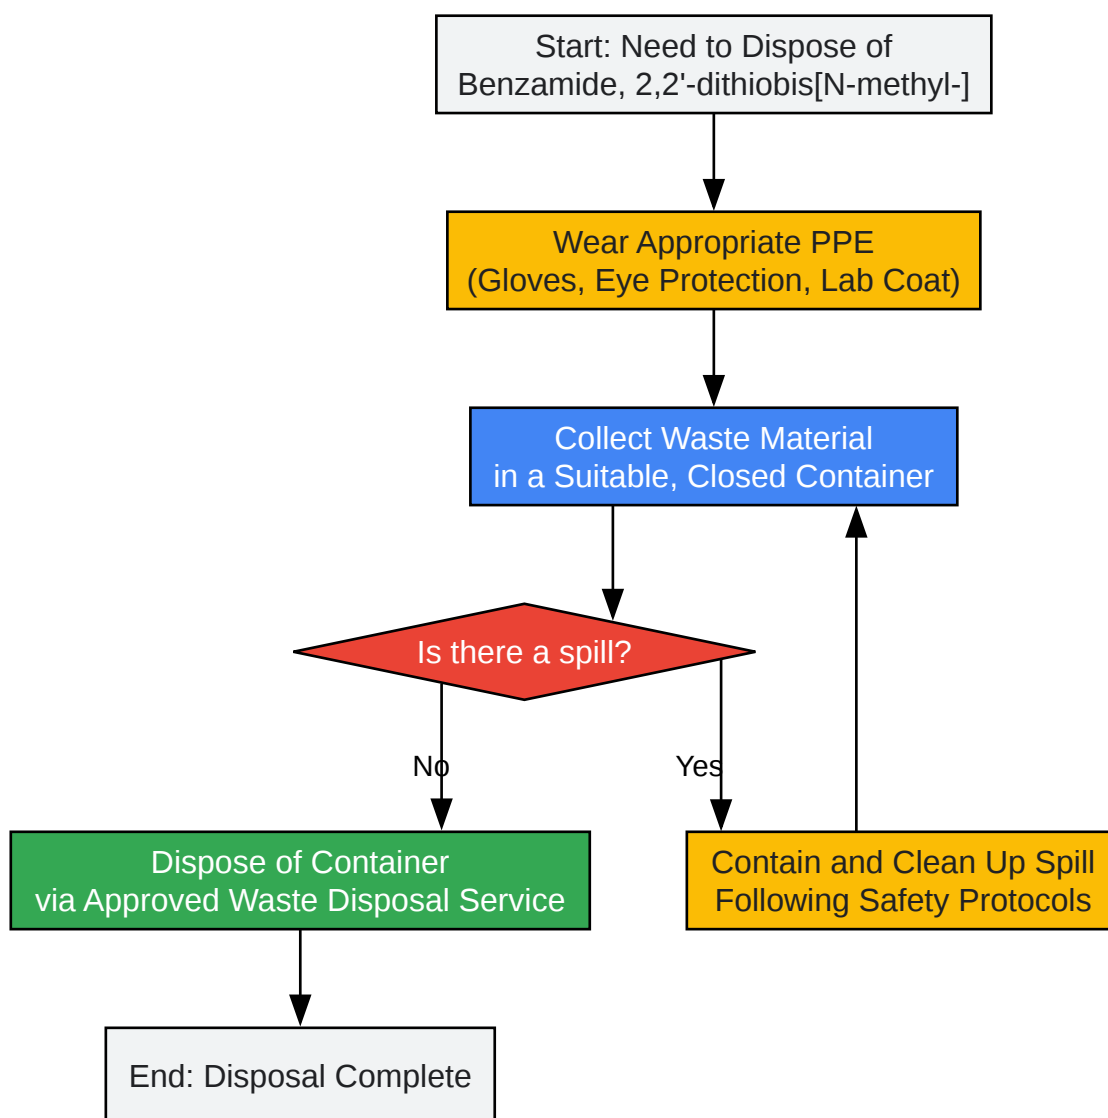 Start: Need to Dispose of
Benzamide, 2,2'-dithiobis[N-methyl-]
Wear Appropriate PPE
(Gloves, Eye Protection, Lab Coat)
Collect Waste Material
in a Suitable, Closed Container
Is there a spill?
No
Yes
Dispose of Container
via Approved Waste Disposal Service
Contain and Clean Up Spill
Following Safety Protocols
End: Disposal Complete